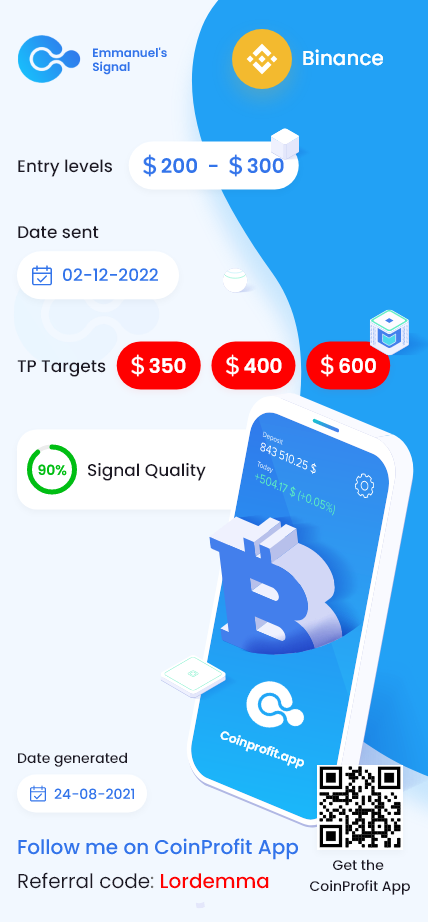 Emmanuel's
Signal
Binance
Entry levels
$ 200 - $ 300
Date sent
02-12-2022
TP Targets
$ 350
$ 400
$ 600
90%
Signal Quality
Deposit
843 510.25 $
Today
+504.17 $ (+0.05%)
Coinprofit.app
Date generated
24-08-2021
Follow me on CoinProfit App
Referral code: Lordemma
Get the
CoinProfit App